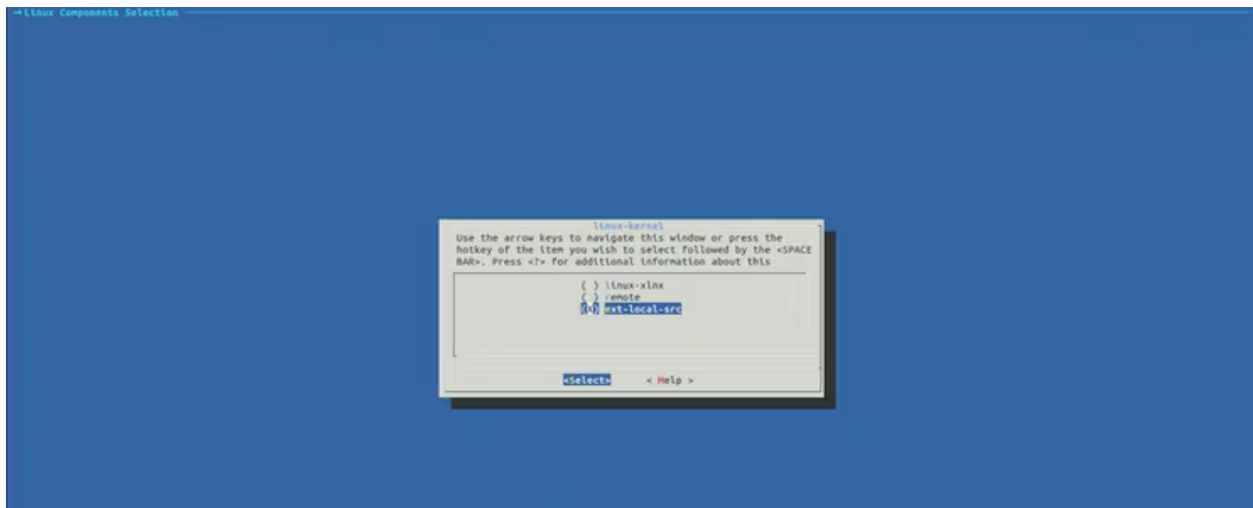 →Linux Components Selection
linux-kernel
Use the arrow keys to navigate this window or press the
hotkey of the item you wish to select followed by the <SPACE
BAR>. Press <?> for additional information about this
( ) linux-xlnx
( ) remote
(X) ext-local-src
<Select> < Help >